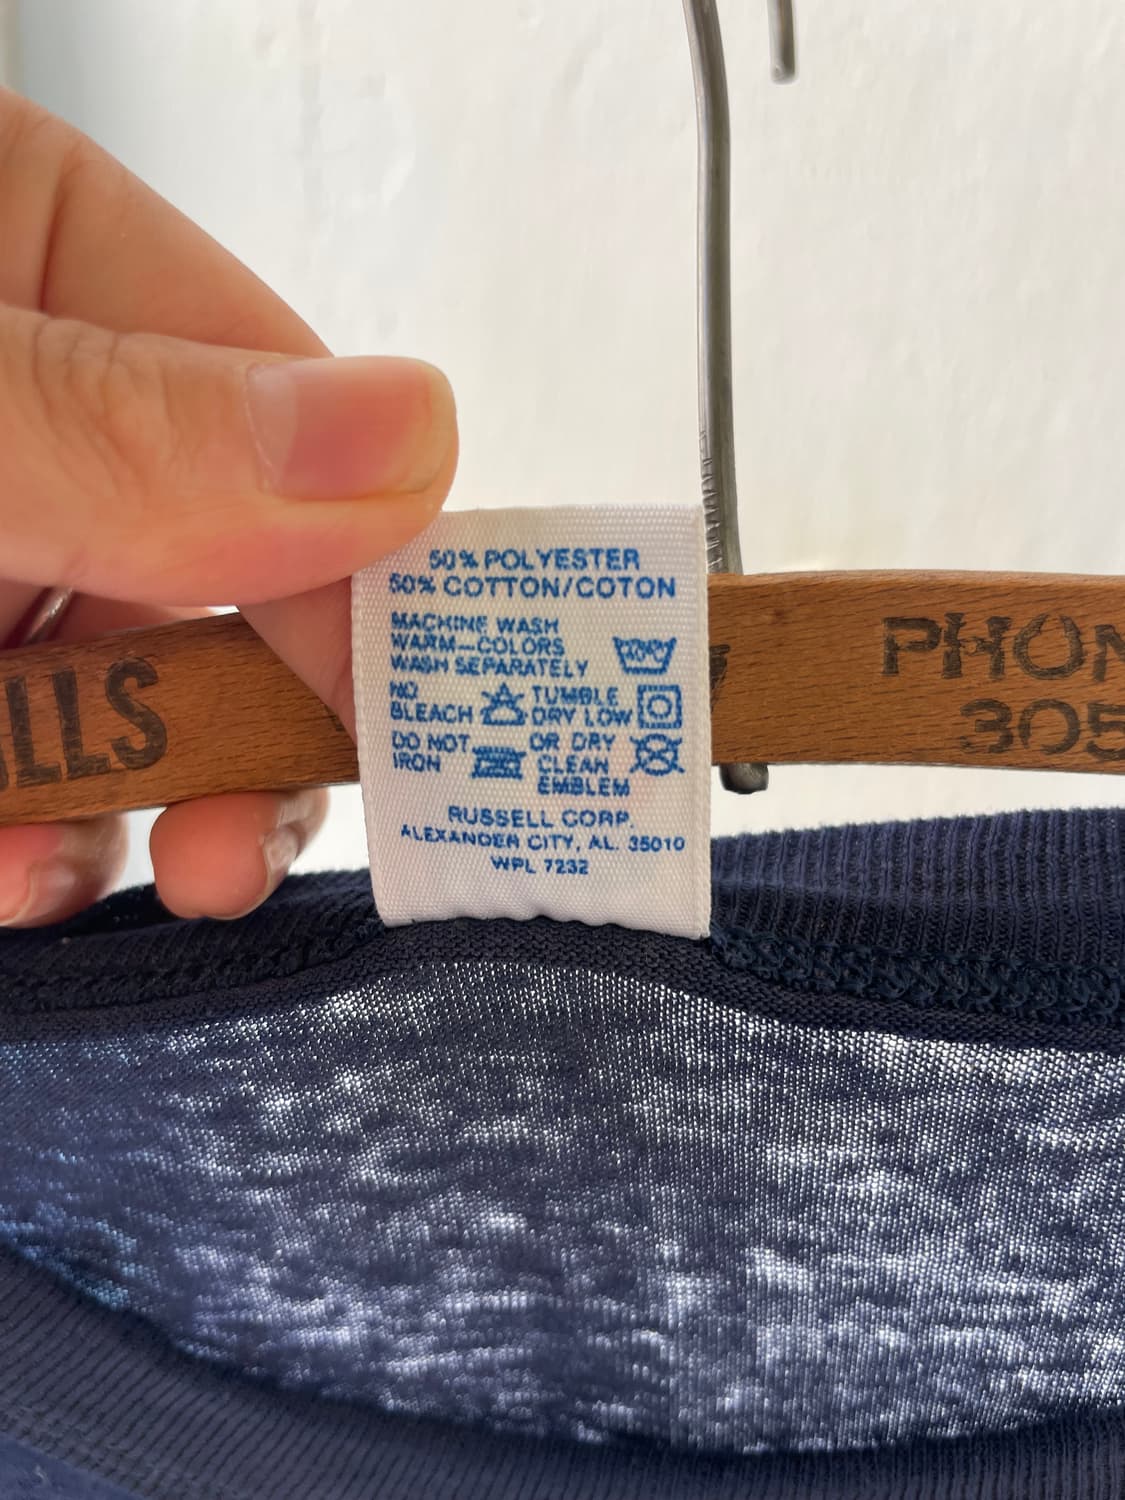 50% POLYESTER
50% COTTON/COTON
MACHINE WASH
WARM—COLORS
WASH SEPARATELY
NO
BLEACH
TUMBLE
DRY LOW
DO NOT
IRON
OR DRY
CLEAN
EMBLEM
RUSSELL CORP.
ALEXANDER CITY, AL. 35010
WPL 7232
ILLS
PHON
305